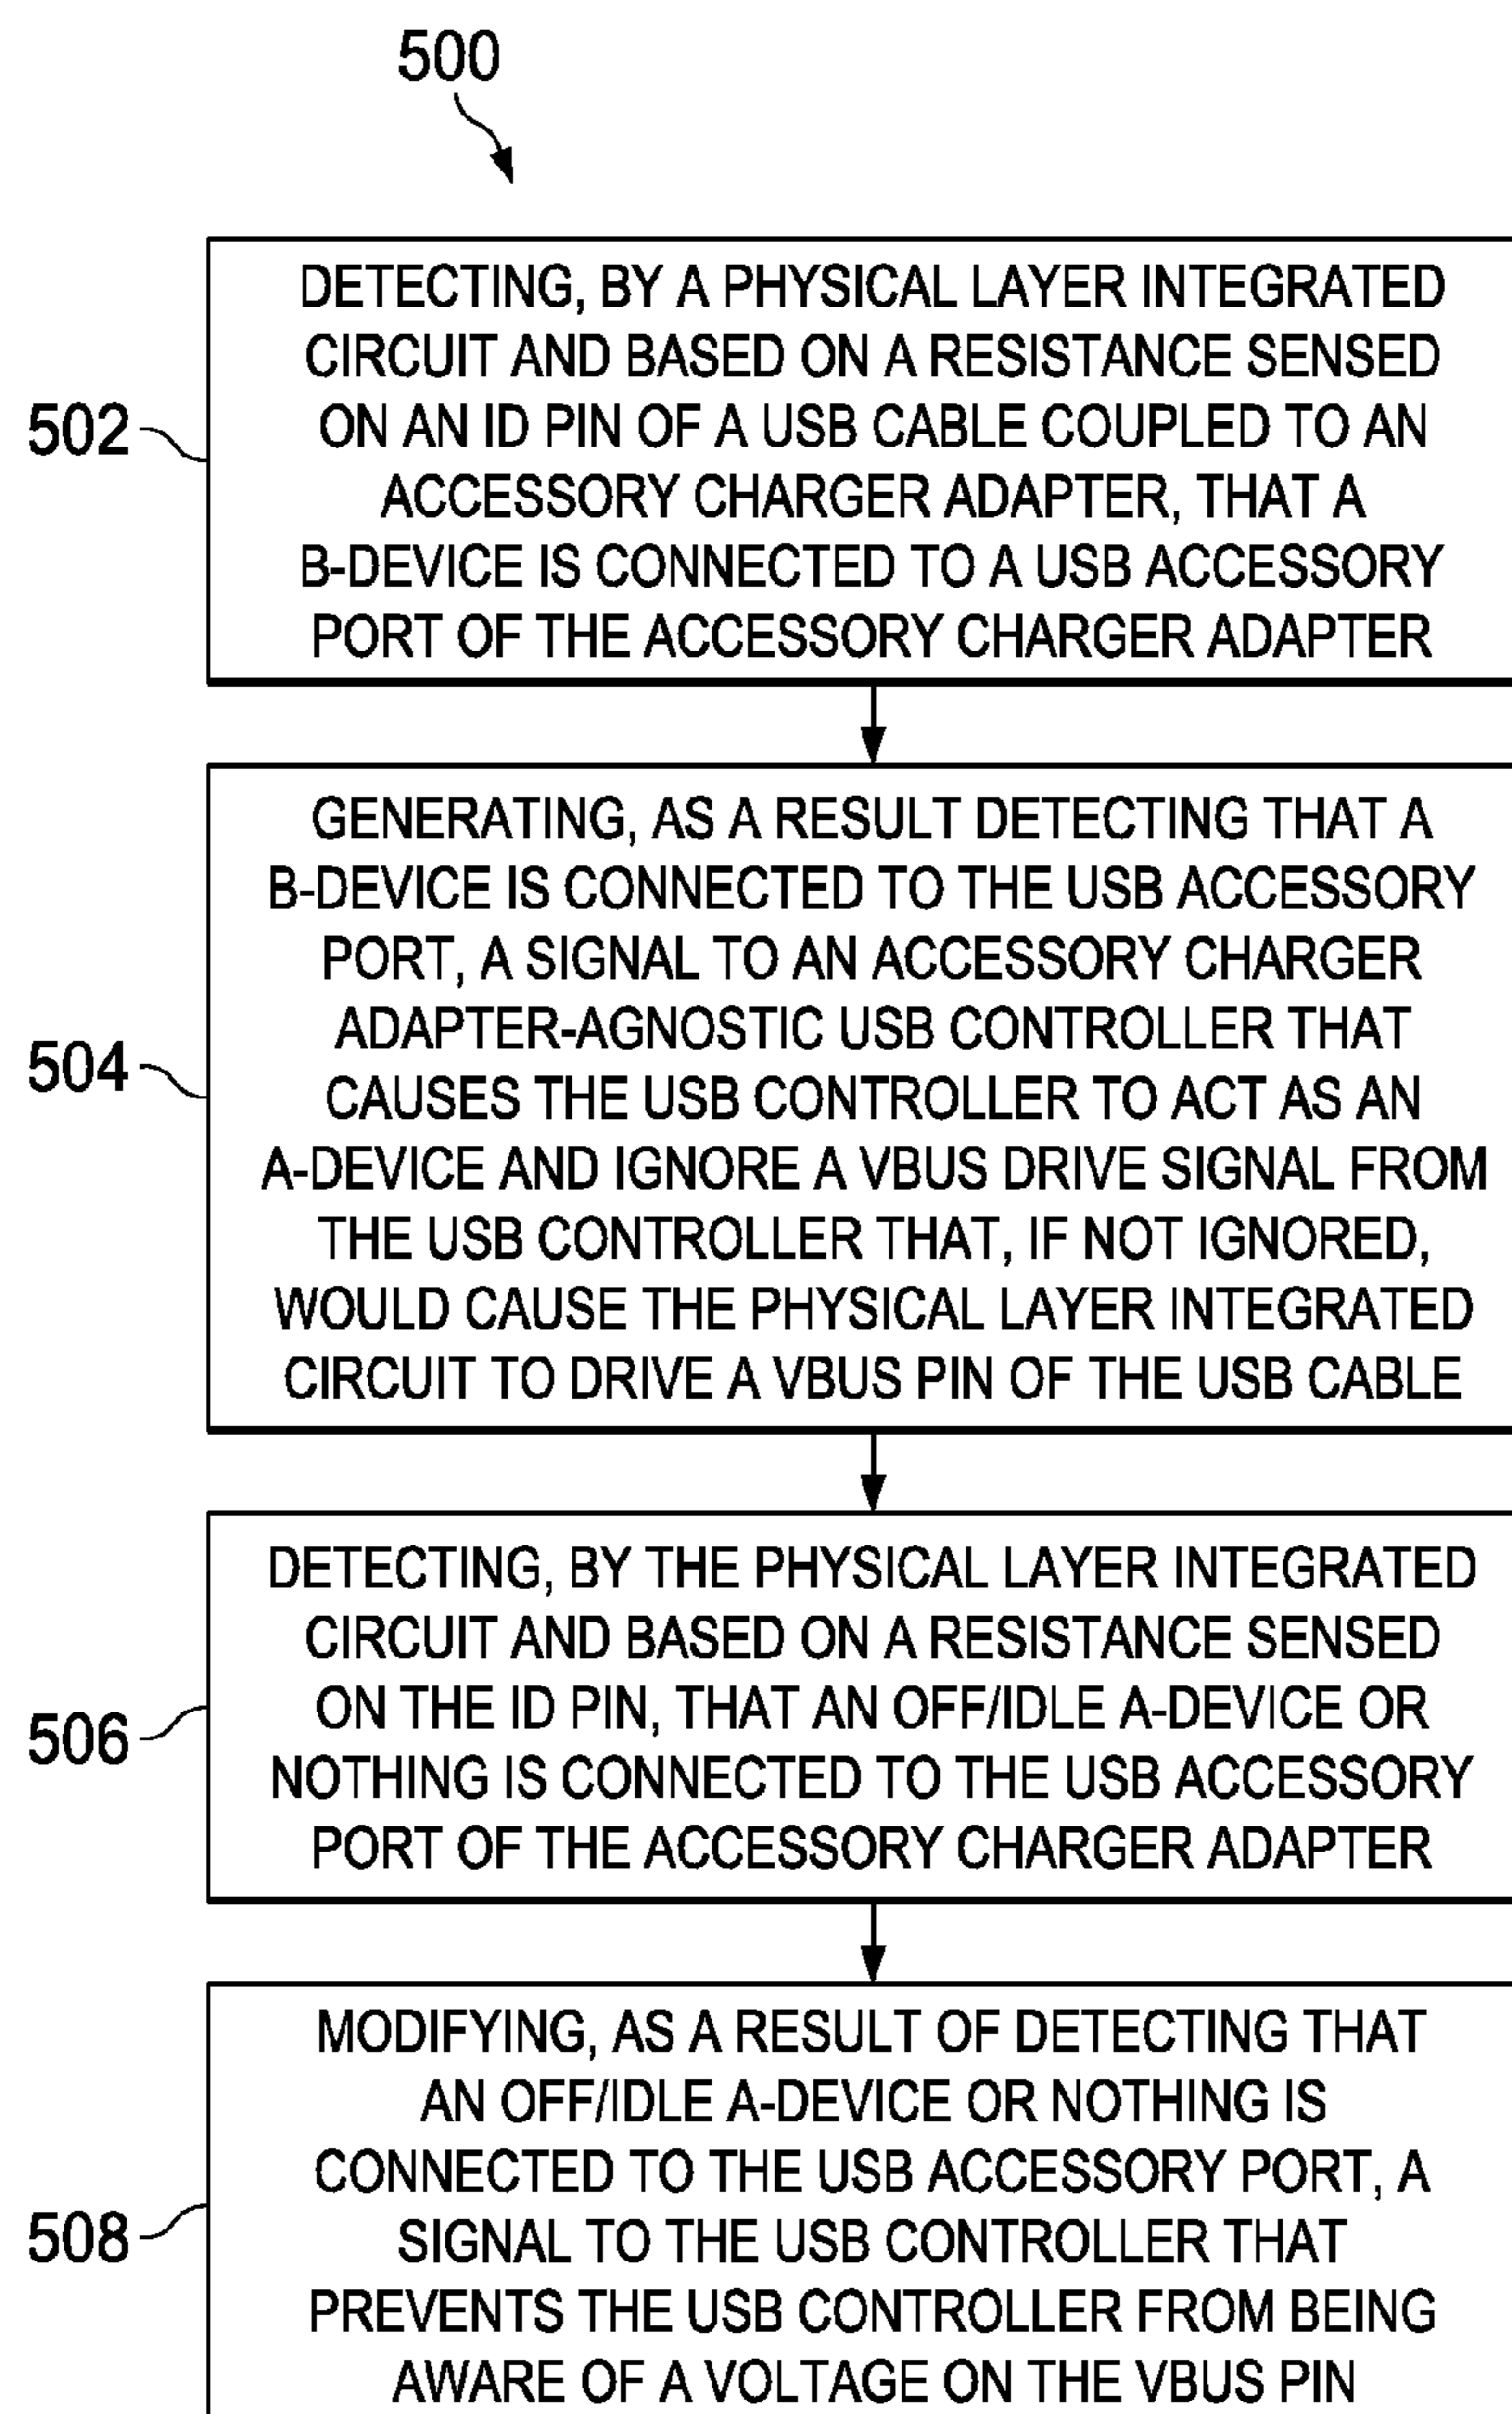 500
502
DETECTING, BY A PHYSICAL LAYER INTEGRATED
CIRCUIT AND BASED ON A RESISTANCE SENSED
ON AN ID PIN OF A USB CABLE COUPLED TO AN
ACCESSORY CHARGER ADAPTER, THAT A
B-DEVICE IS CONNECTED TO A USB ACCESSORY
PORT OF THE ACCESSORY CHARGER ADAPTER
504
GENERATING, AS A RESULT DETECTING THAT A
B-DEVICE IS CONNECTED TO THE USB ACCESSORY
PORT, A SIGNAL TO AN ACCESSORY CHARGER
ADAPTER-AGNOSTIC USB CONTROLLER THAT
CAUSES THE USB CONTROLLER TO ACT AS AN
A-DEVICE AND IGNORE A VBUS DRIVE SIGNAL FROM
THE USB CONTROLLER THAT, IF NOT IGNORED,
WOULD CAUSE THE PHYSICAL LAYER INTEGRATED
CIRCUIT TO DRIVE A VBUS PIN OF THE USB CABLE
506
DETECTING, BY THE PHYSICAL LAYER INTEGRATED
CIRCUIT AND BASED ON A RESISTANCE SENSED
ON THE ID PIN, THAT AN OFF/IDLE A-DEVICE OR
NOTHING IS CONNECTED TO THE USB ACCESSORY
PORT OF THE ACCESSORY CHARGER ADAPTER
508
MODIFYING, AS A RESULT OF DETECTING THAT
AN OFF/IDLE A-DEVICE OR NOTHING IS
CONNECTED TO THE USB ACCESSORY PORT, A
SIGNAL TO THE USB CONTROLLER THAT
PREVENTS THE USB CONTROLLER FROM BEING
AWARE OF A VOLTAGE ON THE VBUS PIN